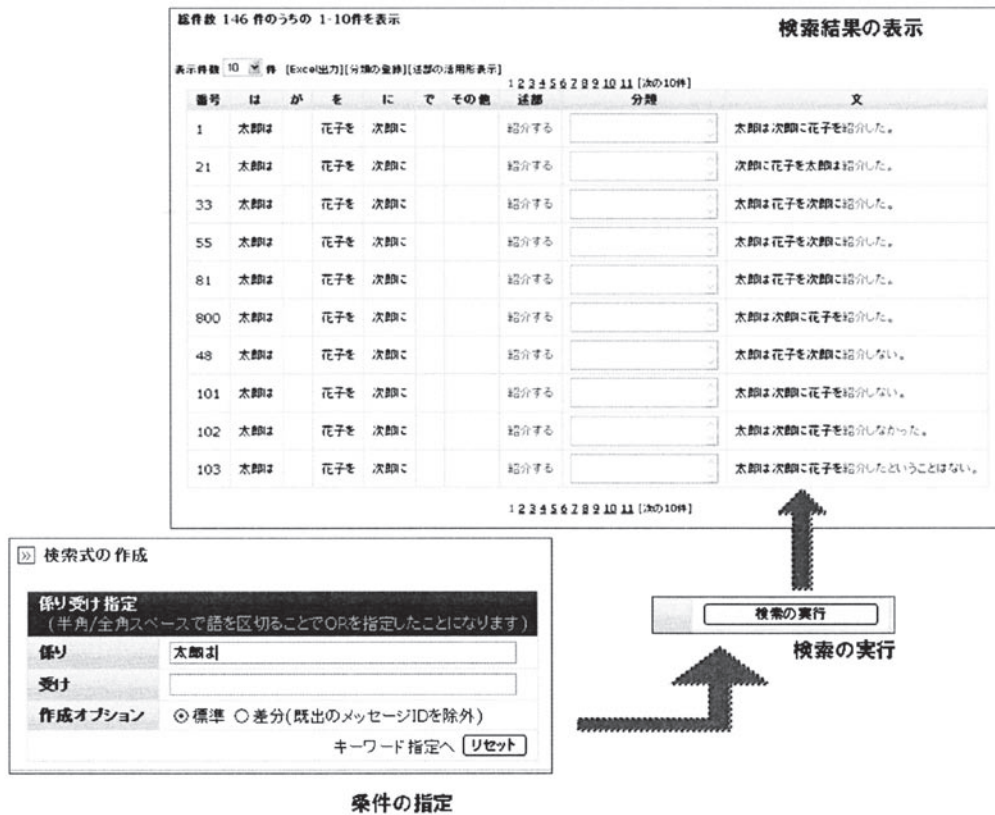 総件数 146 件のうちの 1-10件を表示
検索結果の表示
表示件数 10 件 [Excel出力][分類の登録][述部の活用形表示]
1 2 3 4 5 6 7 8 9 10 11 [次の10件]
番号 は が を に で その他 述部 分類 文
1 太郎は 花子を 次郎に 紹介する 太郎は次郎に花子を紹介した。
21 太郎は 花子を 次郎に 紹介する 次郎に花子を太郎は紹介した。
33 太郎は 花子を 次郎に 紹介する 太郎は花子を次郎に紹介した。
55 太郎は 花子を 次郎に 紹介する 太郎は花子を次郎に紹介した。
81 太郎は 花子を 次郎に 紹介する 太郎は花子を次郎に紹介した。
800 太郎は 花子を 次郎に 紹介する 太郎は次郎に花子を紹介した。
48 太郎は 花子を 次郎に 紹介する 太郎は花子を次郎に紹介しない。
101 太郎は 花子を 次郎に 紹介する 太郎は次郎に花子を紹介しない。
102 太郎は 花子を 次郎に 紹介する 太郎は次郎に花子を紹介しなかった。
103 太郎は 花子を 次郎に 紹介する 太郎は次郎に花子を紹介したということはない。
1 2 3 4 5 6 7 8 9 10 11 [次の10件]
検索式の作成
係り受け指定
(半角/全角スペースで語を区切ることでORを指定したことになります)
係り 太郎は
受け
作成オプション 標準 差分(既出のメッセージIDを除外)
キーワード指定へ リセット
条件の指定
検索の実行
検索の実行